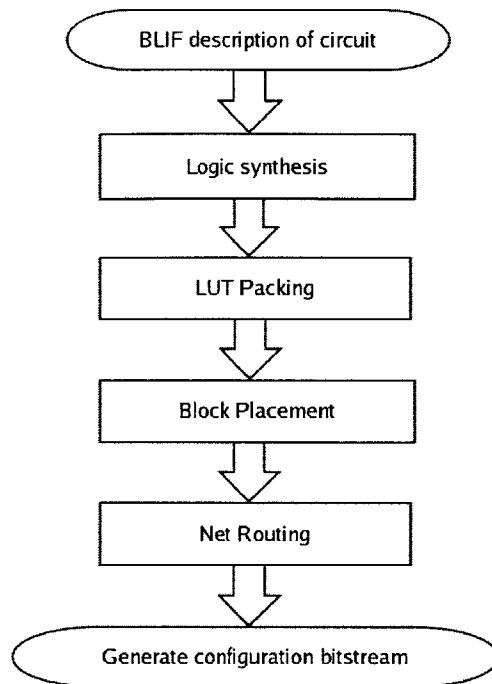 BLIF description of circuit
Logic synthesis
LUT Packing
Block Placement
Net Routing
Generate configuration bitstream